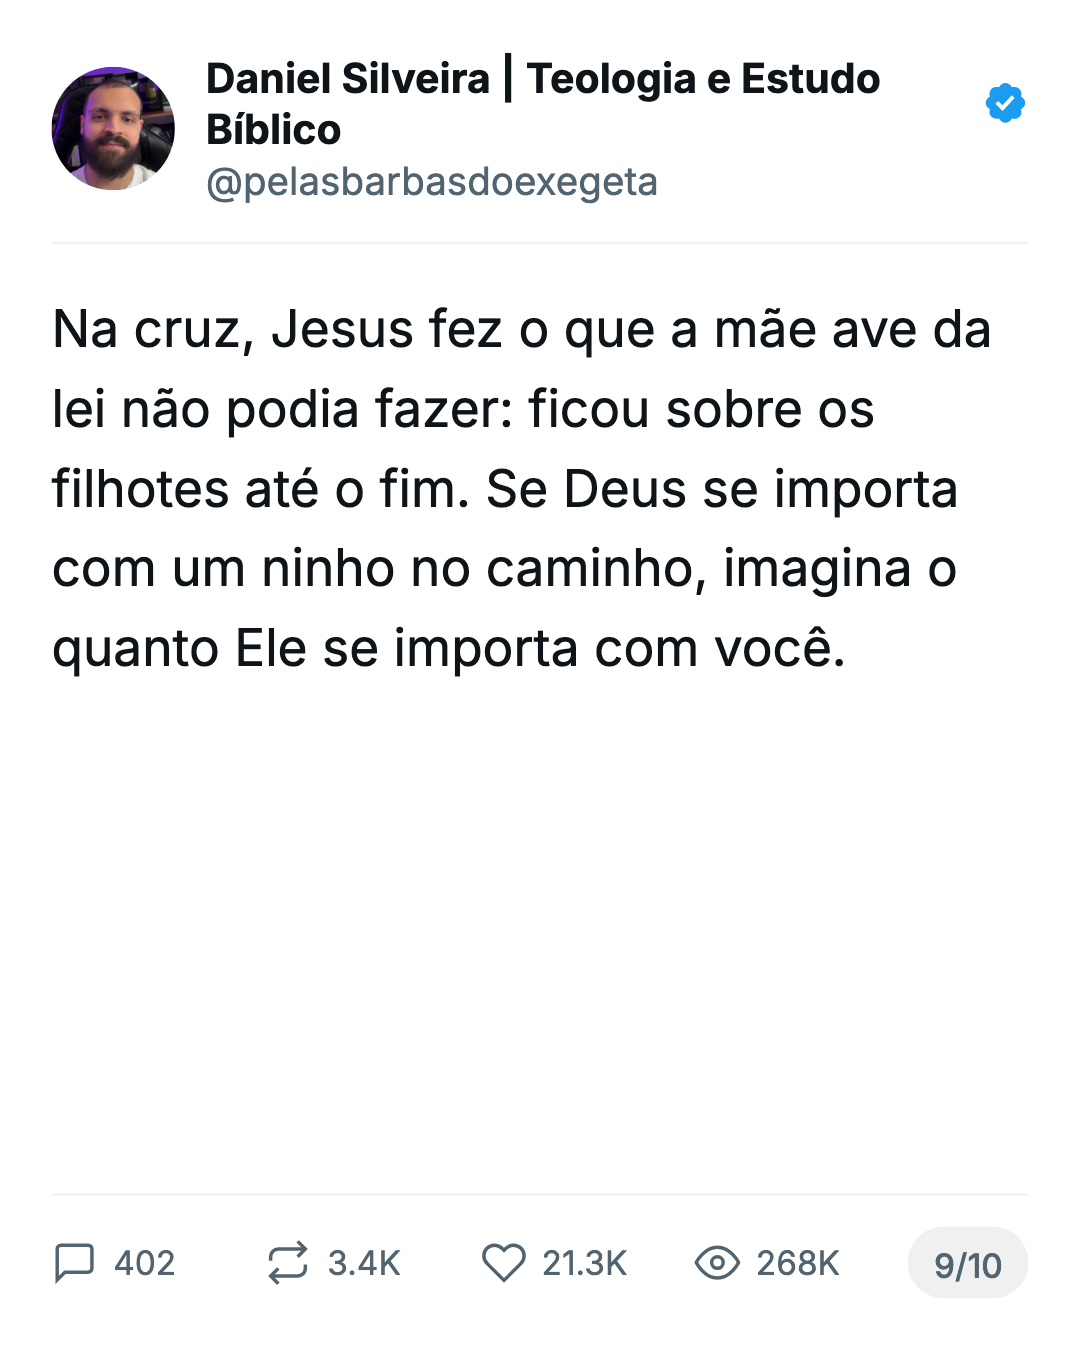 Daniel Silveira | Teologia e Estudo
Bíblico
@pelasbarbasdoexegeta
Na cruz, Jesus fez o que a mãe ave da
lei não podia fazer: ficou sobre os
filhotes até o fim. Se Deus se importa
com um ninho no caminho, imagina o
quanto Ele se importa com você.
402 3.4K 21.3K 268K 9/10